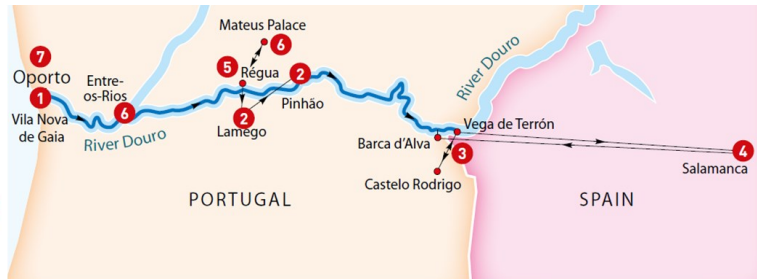 Mateus Palace
6
7
5
Régua
2
Oporto
Entre-
os-Rios
1
6
Pinhão
Vila Nova
de Gaia
2
Lamego
River Douro
River Douro
Vega de Terrón
Barca d'Alva
3
4
Salamanca
Castelo Rodrigo
PORTUGAL
SPAIN